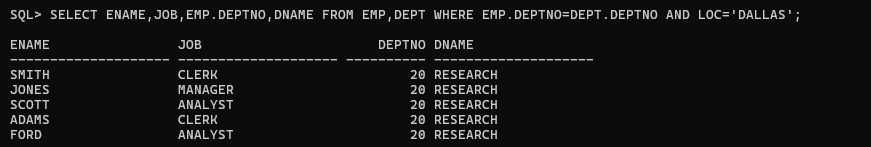 SQL> SELECT ENAME,JOB,EMP.DEPTNO,DNAME FROM EMP,DEPT WHERE EMP.DEPTNO=DEPT.DEPTNO AND LOC='DALLAS';
ENAME                JOB                      DEPTNO DNAME
-------------------- -------------------- ---------- --------------------
SMITH                CLERK                        20 RESEARCH
JONES                MANAGER                      20 RESEARCH
SCOTT                ANALYST                      20 RESEARCH
ADAMS                CLERK                        20 RESEARCH
FORD                 ANALYST                      20 RESEARCH